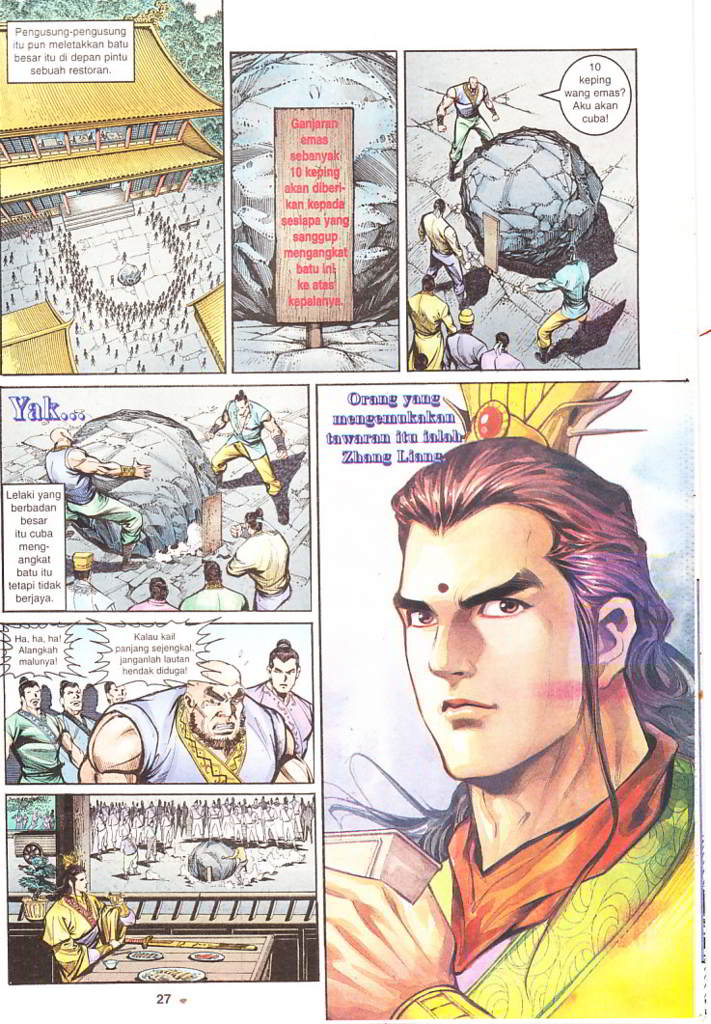 Pengusung-pengusung
itu pun meletakkan batu
besar itu di depan pintu
sebuah restoran.
Ganjaran
emas
sebanyak
10 keping
akan diberi-
kan kepada
sesiapa yang
sanggup
mengangkat
batu ini
ke atas
kepalanya.
10
keping
wang emas?
Aku akan
cuba!
Yak...
Lelaki yang
berbadan
besar
itu cuba
meng-
angkat
batu itu
tetapi tidak
berjaya.
Orang yang
mengemukakan
tawaran itu ialah
Zhang Liang.
Ha, ha, ha!
Alangkah
malunya!
Kalau kail
panjang sejengkal,
janganlah lautan
hendak diduga!
27